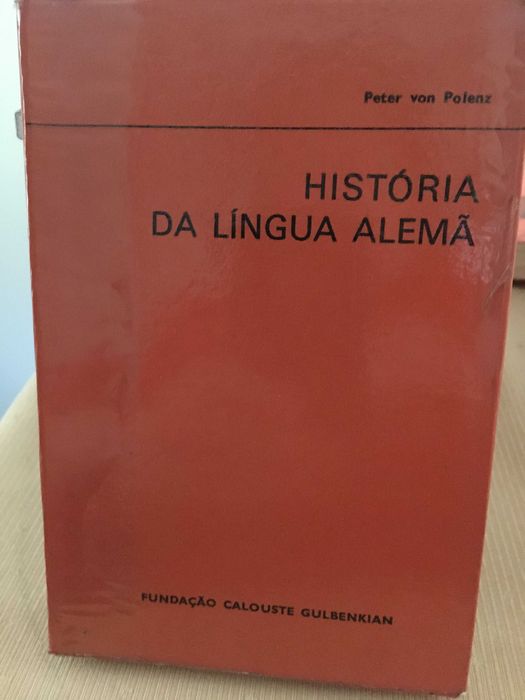 Peter von Polenz
HISTÓRIA
DA LÍNGUA ALEMÃ
FUNDAÇÃO CALOUSTE GULBENKIAN